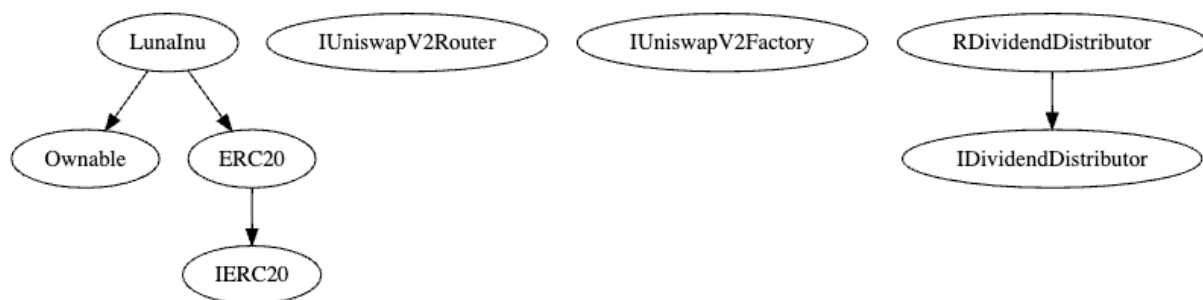 LunaInu
IUniswapV2Router
IUniswapV2Factory
RDividendDistributor
Ownable
ERC20
IDividendDistributor
IERC20